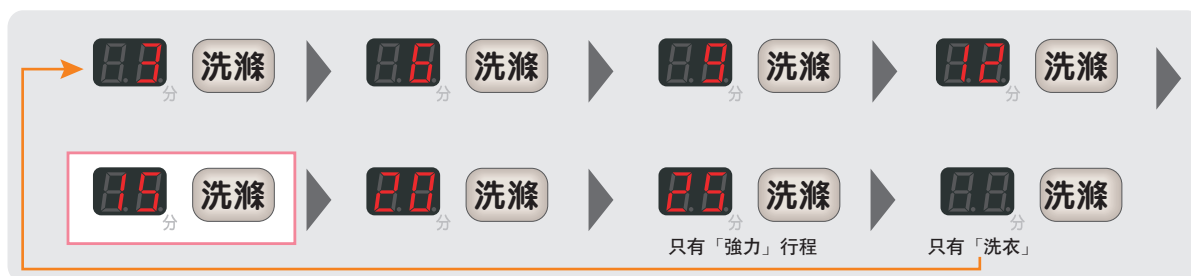 3 分 洗滌 6 分 洗滌 9 分 洗滌 12 分 洗滌
15 分 洗滌 20 分 洗滌 25 分 洗滌 分 洗滌
只有「強力」行程 只有「洗衣」